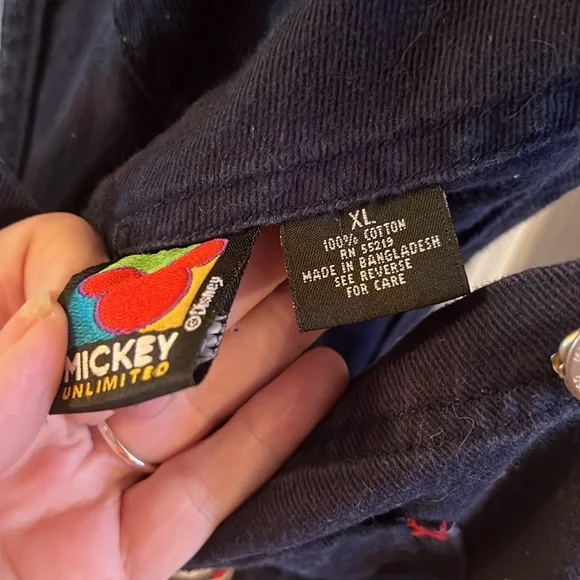 MICKEY
UNLIMITED
©Disney
XL
100% COTTON
RN 55219
MADE IN BANGLADESH
SEE REVERSE
FOR CARE